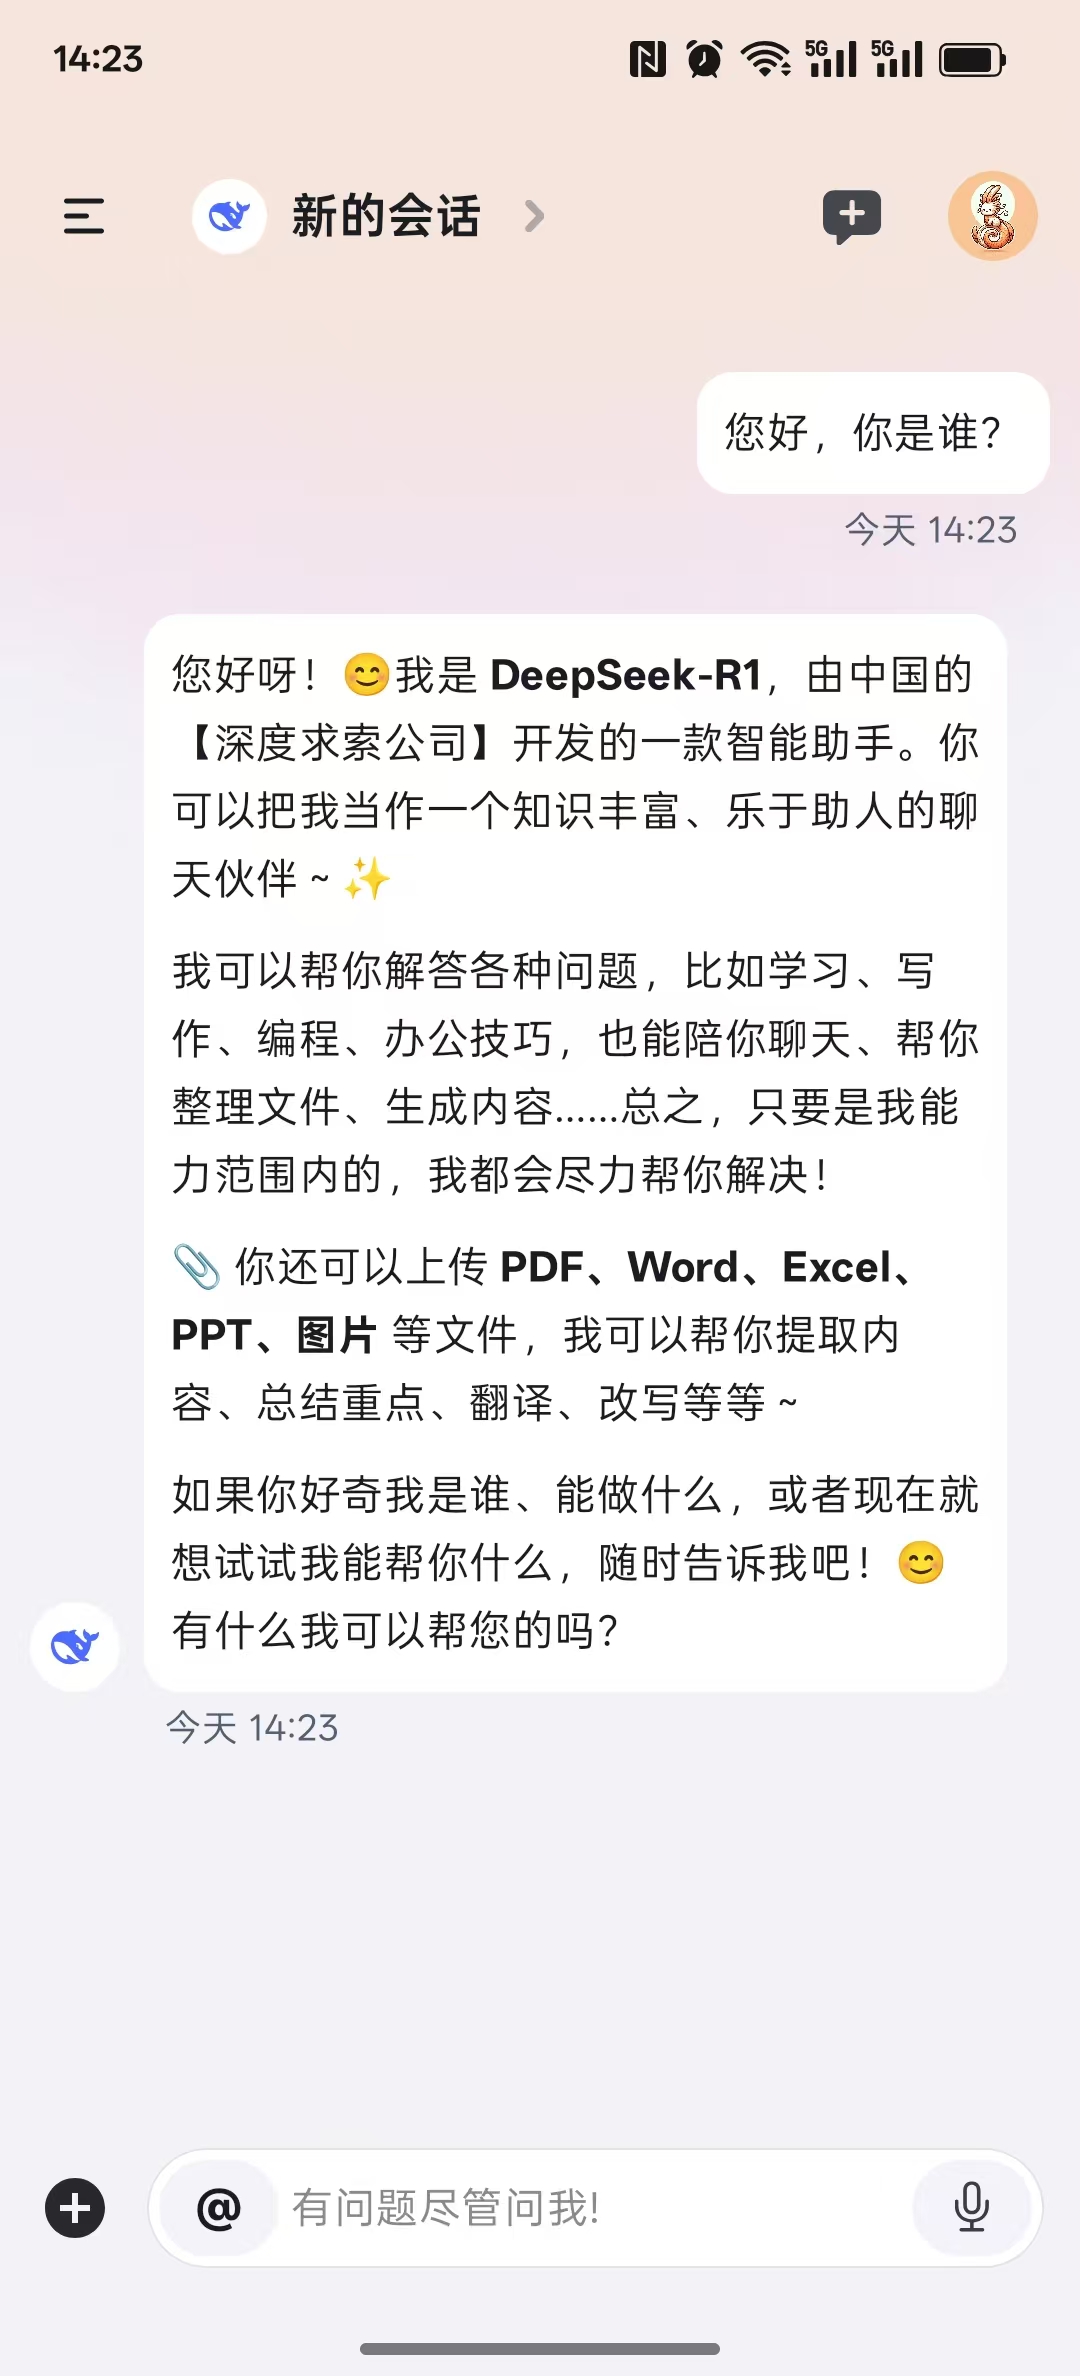 14:23
5G 5G
新的会话
您好，你是谁？
今天 14:23
您好呀！😊我是 DeepSeek-R1，由中国的
【深度求索公司】开发的一款智能助手。你
可以把我当作一个知识丰富、乐于助人的聊
天伙伴 ~ ✨
我可以帮你解答各种问题，比如学习、写
作、编程、办公技巧，也能陪你聊天、帮你
整理文件、生成内容......总之，只要是我能
力范围内的，我都会尽力帮你解决！
📎 你还可以上传 PDF、Word、Excel、
PPT、图片 等文件，我可以帮你提取内
容、总结重点、翻译、改写等等 ~
如果你好奇我是谁、能做什么，或者现在就
想试试我能帮你什么，随时告诉我吧！😊
有什么我可以帮您的吗？
今天 14:23
@ 有问题尽管问我!